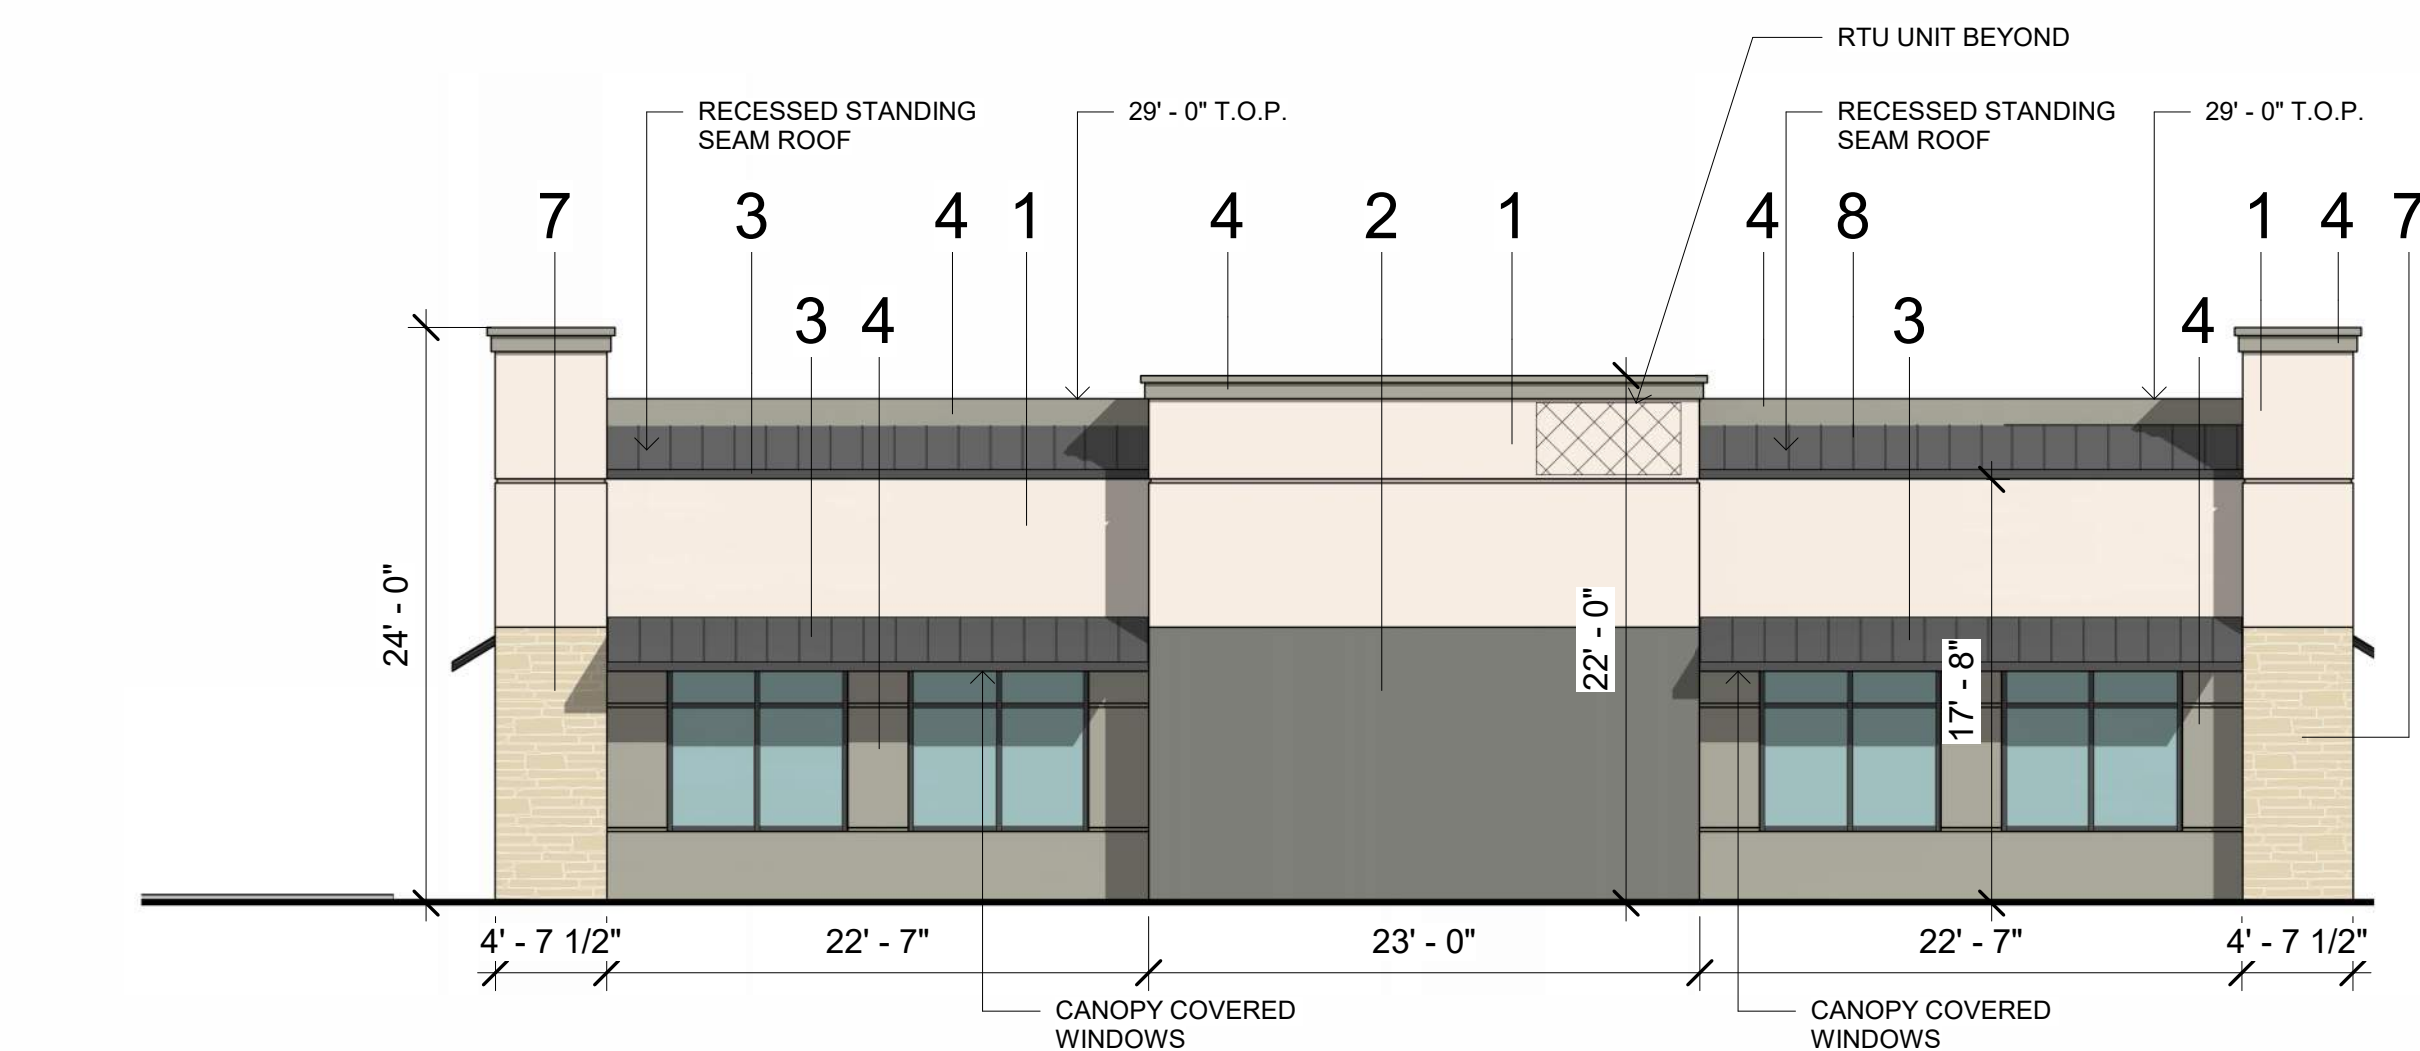 RTU UNIT BEYOND
RECESSED STANDING
SEAM ROOF
29' - 0" T.O.P.
RECESSED STANDING
SEAM ROOF
29' - 0" T.O.P.
7 3 4 1 4 2 1 4 8 1 4 7
3 4 3 4
24' - 0"
22' - 0"
17' - 8"
4' - 7 1/2" 22' - 7" 23' - 0" 22' - 7" 4' - 7 1/2"
CANOPY COVERED
WINDOWS
CANOPY COVERED
WINDOWS